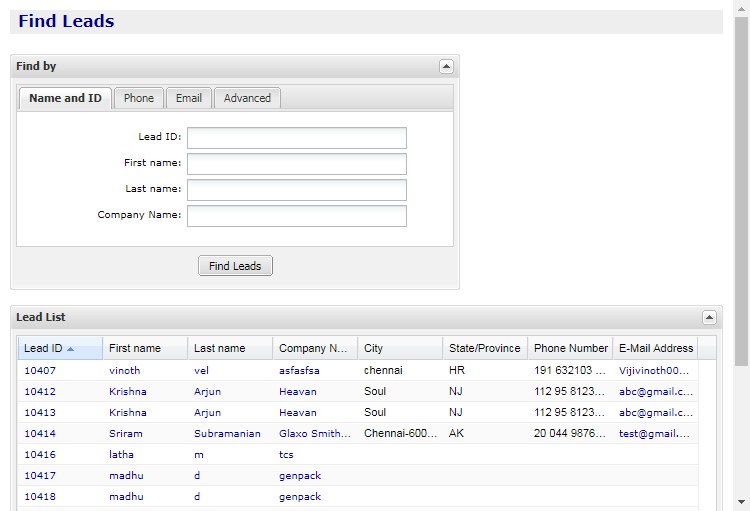 Find Leads
Find by
Name and ID Phone Email Advanced
Lead ID:
First name:
Last name:
Company Name:
Find Leads
Lead List
Lead ID First name Last name Company N... City State/Province Phone Number E-Mail Address
10407 vinoth vel asfasfsa chennai HR 191 632103 ... Vijivinoth00...
10412 Krishna Arjun Heavan Soul NJ 112 95 8123... abc@gmail.c...
10413 Krishna Arjun Heavan Soul NJ 112 95 8123... abc@gmail.c...
10414 Sriram Subramanian Glaxo Smith... Chennai-600... AK 20 044 9876... test@gmail....
10416 latha m tcs
10417 madhu d genpack
10418 madhu d genpack